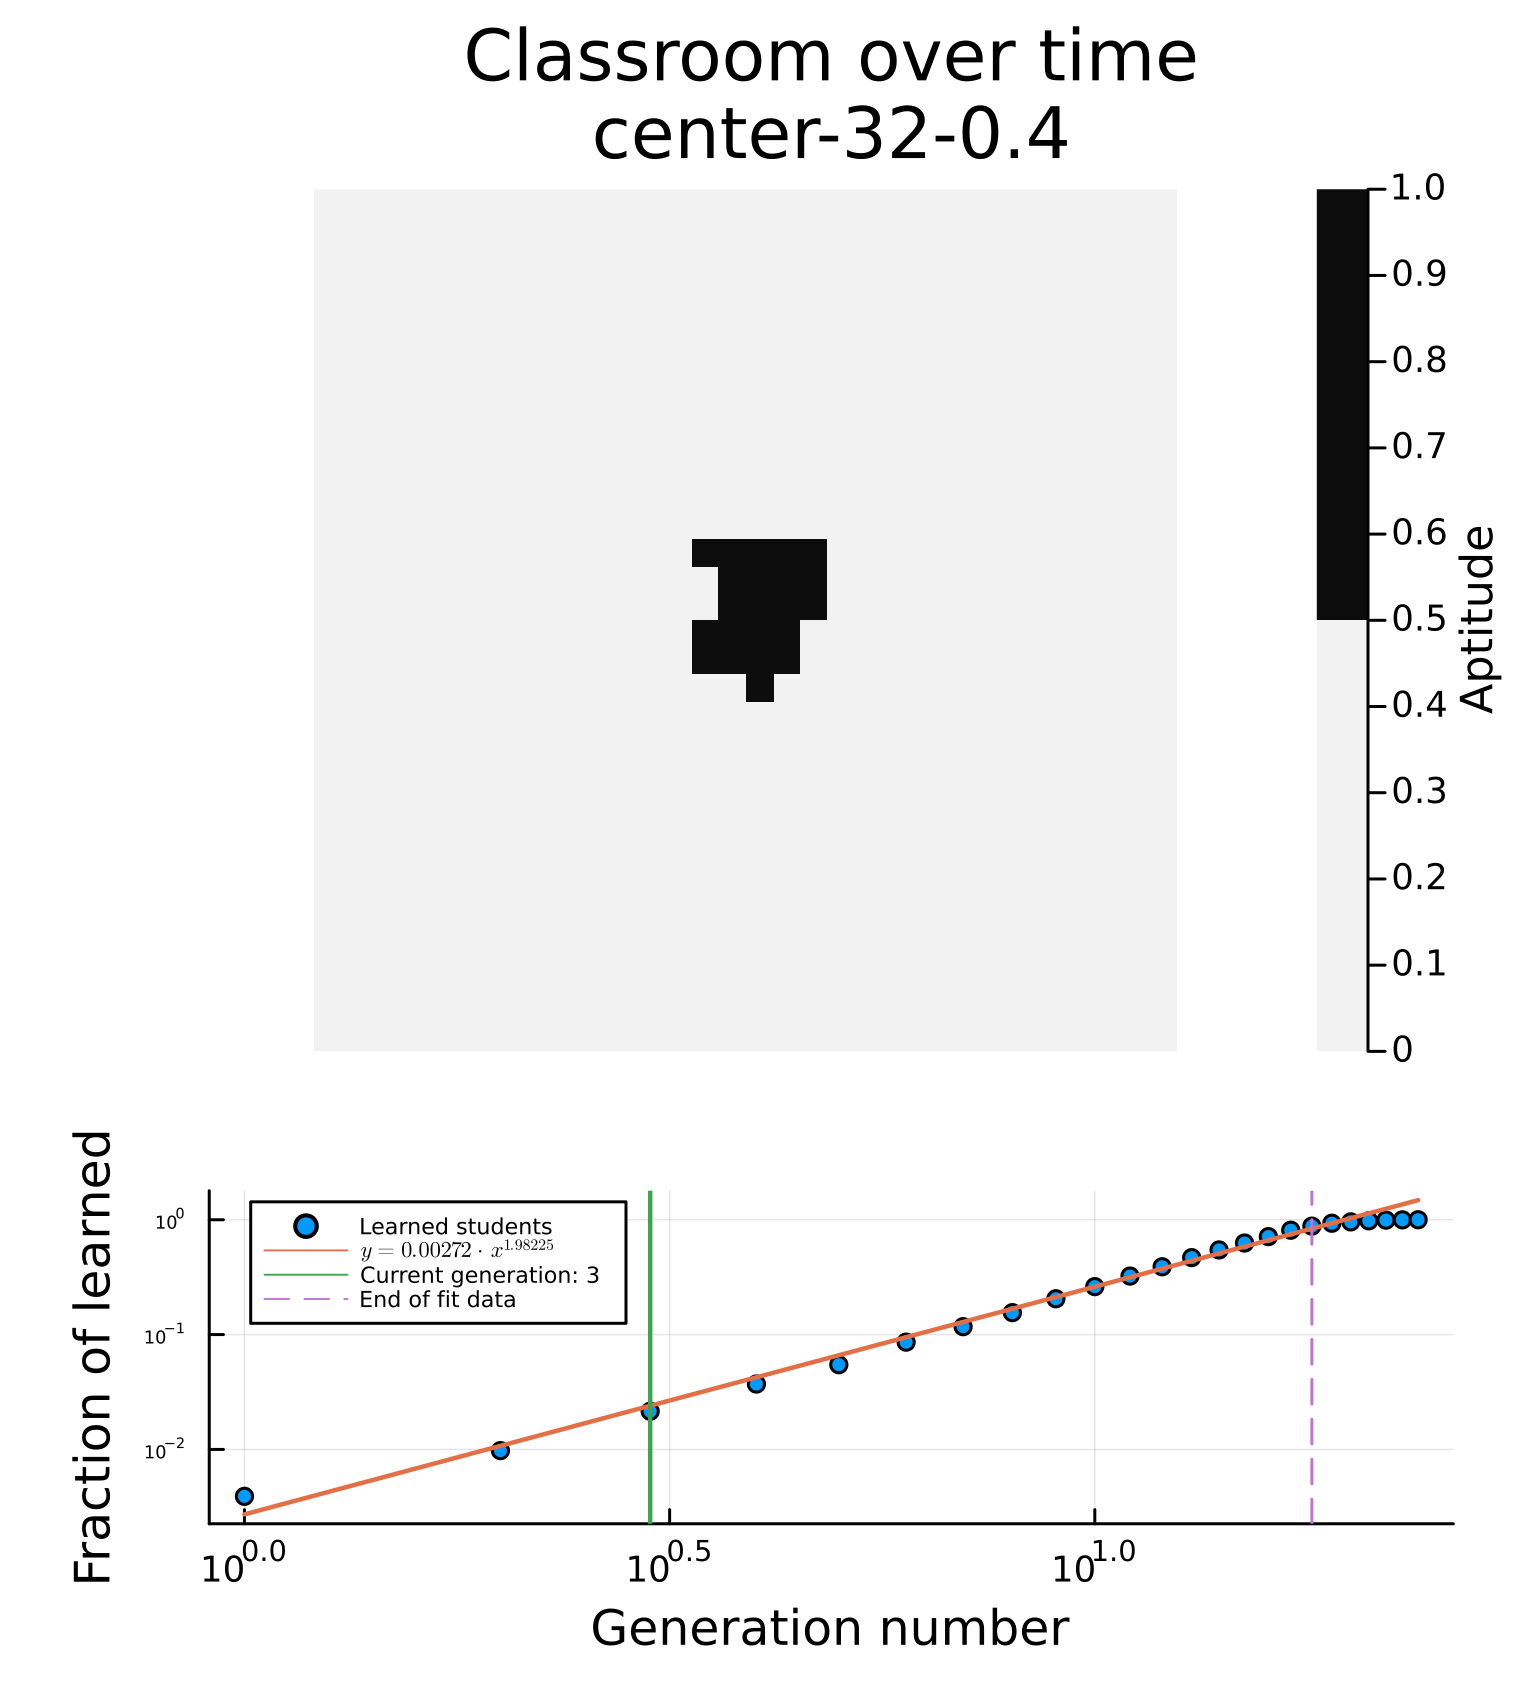 Classroom over time
center-32-0.4
1.0
0.9
0.8
0.7
0.6
0.5
0.4
0.3
0.2
0.1
0
Aptitude
Fraction of learned
10⁰
10⁻¹
10⁻²
Learned students
y = 0.00272 · x^1.98225
Current generation: 3
End of fit data
10^0.0
10^0.5
10^1.0
Generation number